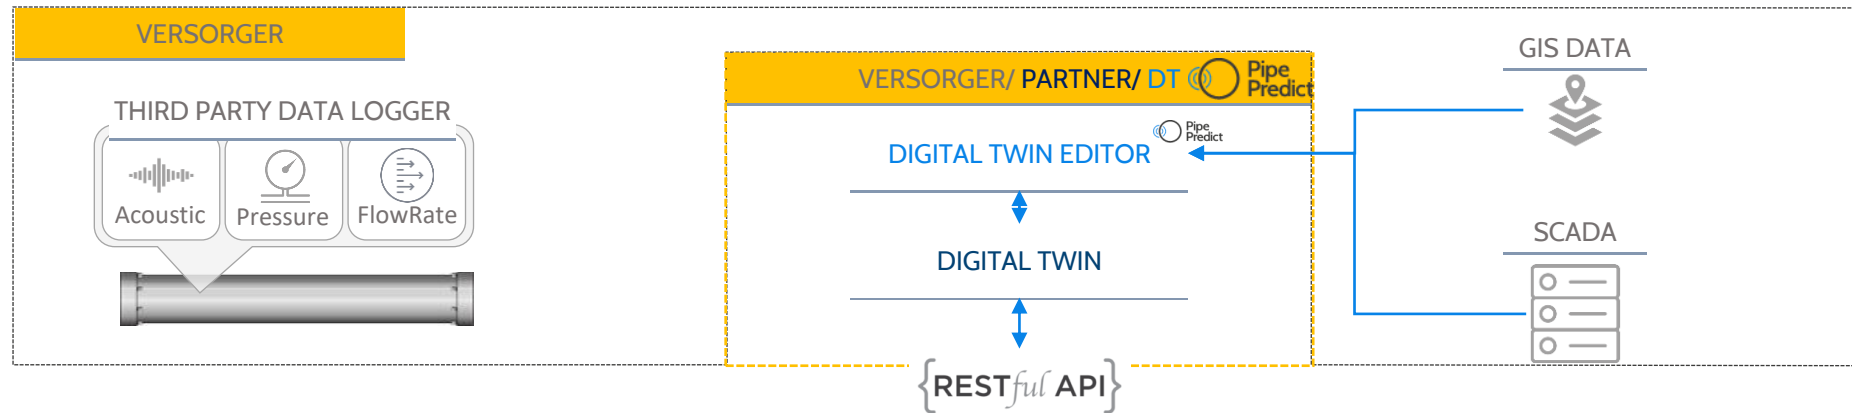 VERSORGER
THIRD PARTY DATA LOGGER
Acoustic
Pressure
FlowRate
VERSORGER/ PARTNER/ DT
Pipe
Predict
Pipe
Predict
DIGITAL TWIN EDITOR
DIGITAL TWIN
{RESTful API}
GIS DATA
SCADA